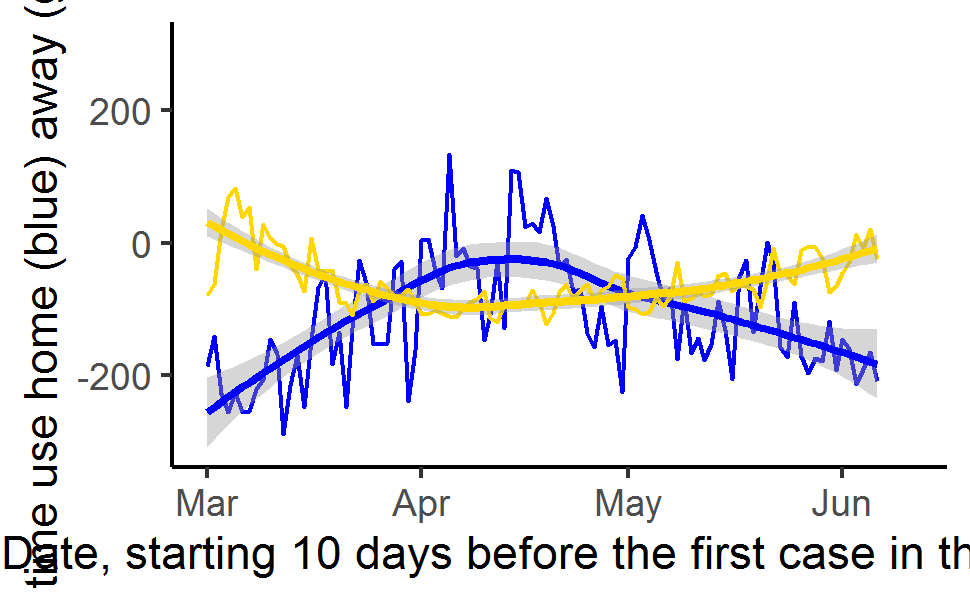 time use home (blue) away (
200
0
-200
Mar Apr May Jun
Date, starting 10 days before the first case in th